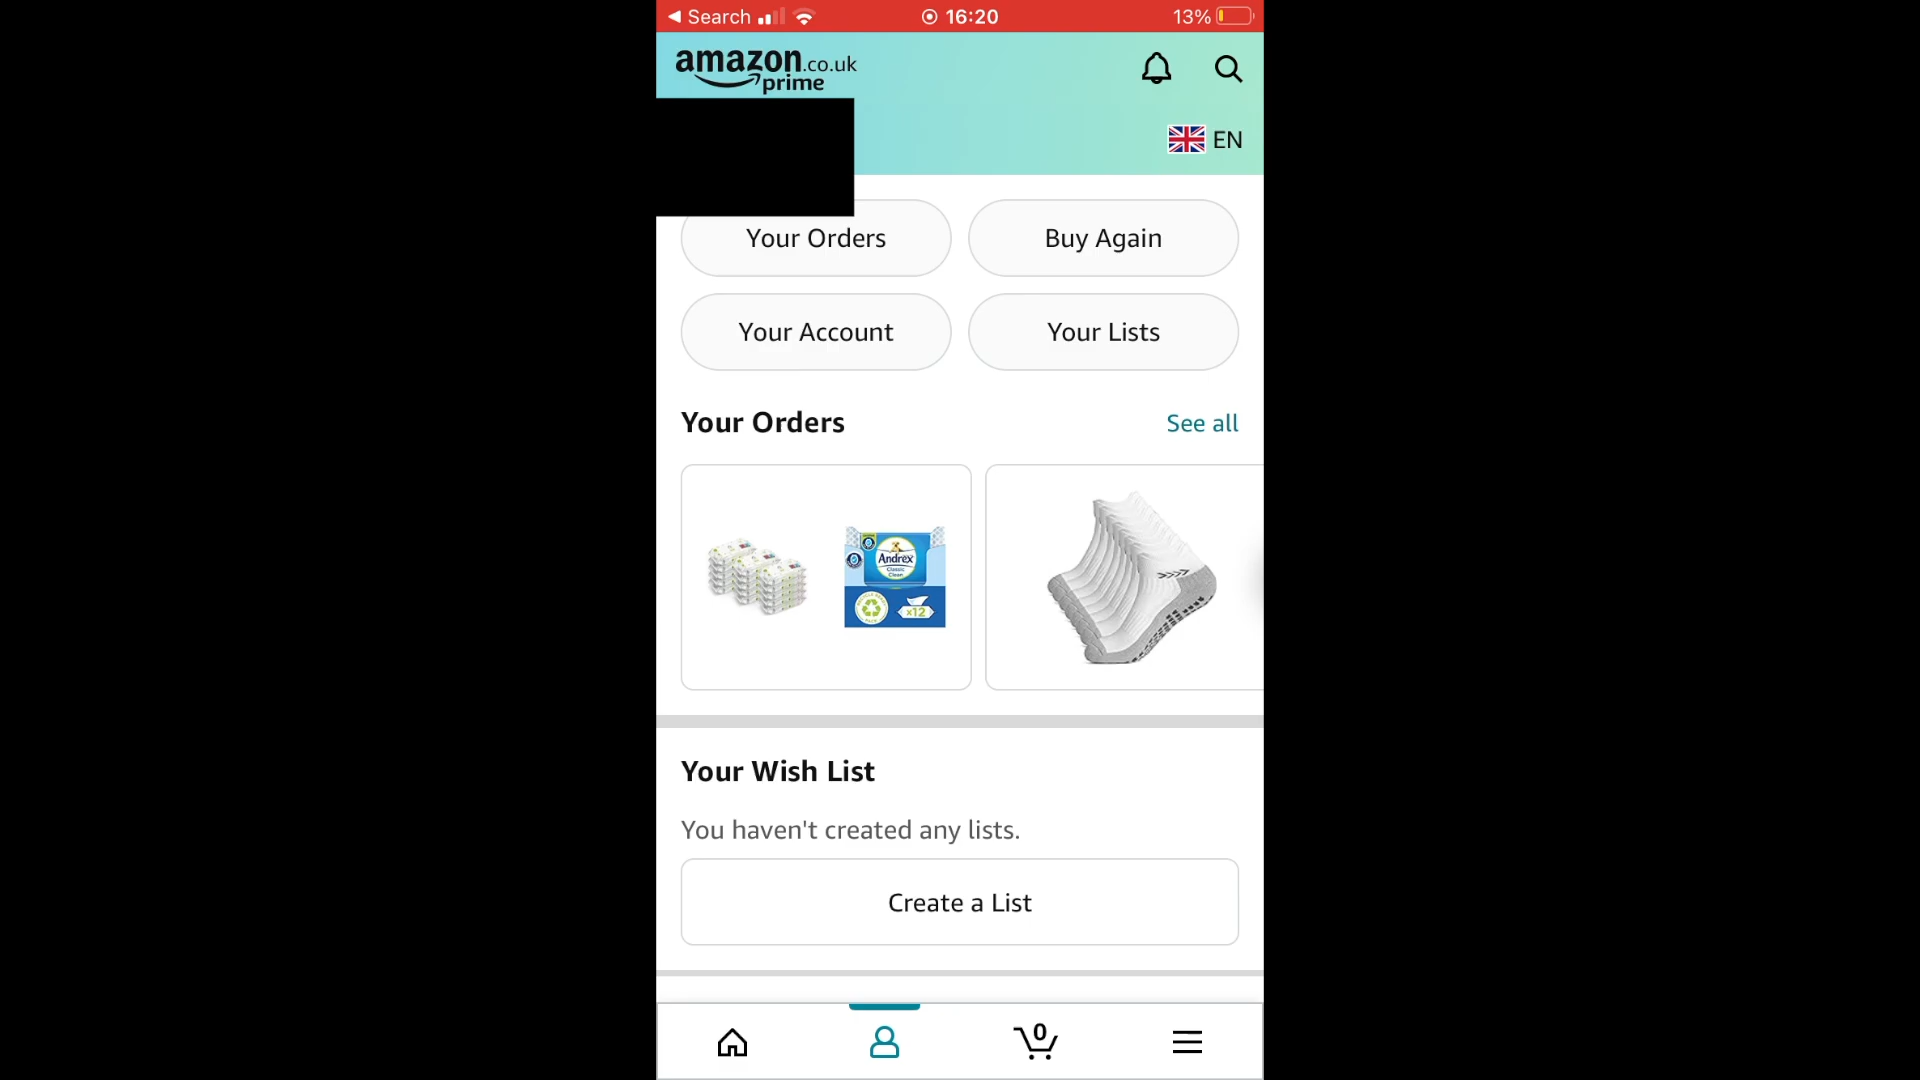 Search 16:20 13%
amazon.co.uk
prime
EN
Your Orders Buy Again
Your Account Your Lists
Your Orders See all
Andrex
Classic
Clean
x12
Your Wish List
You haven't created any lists.
Create a List
0